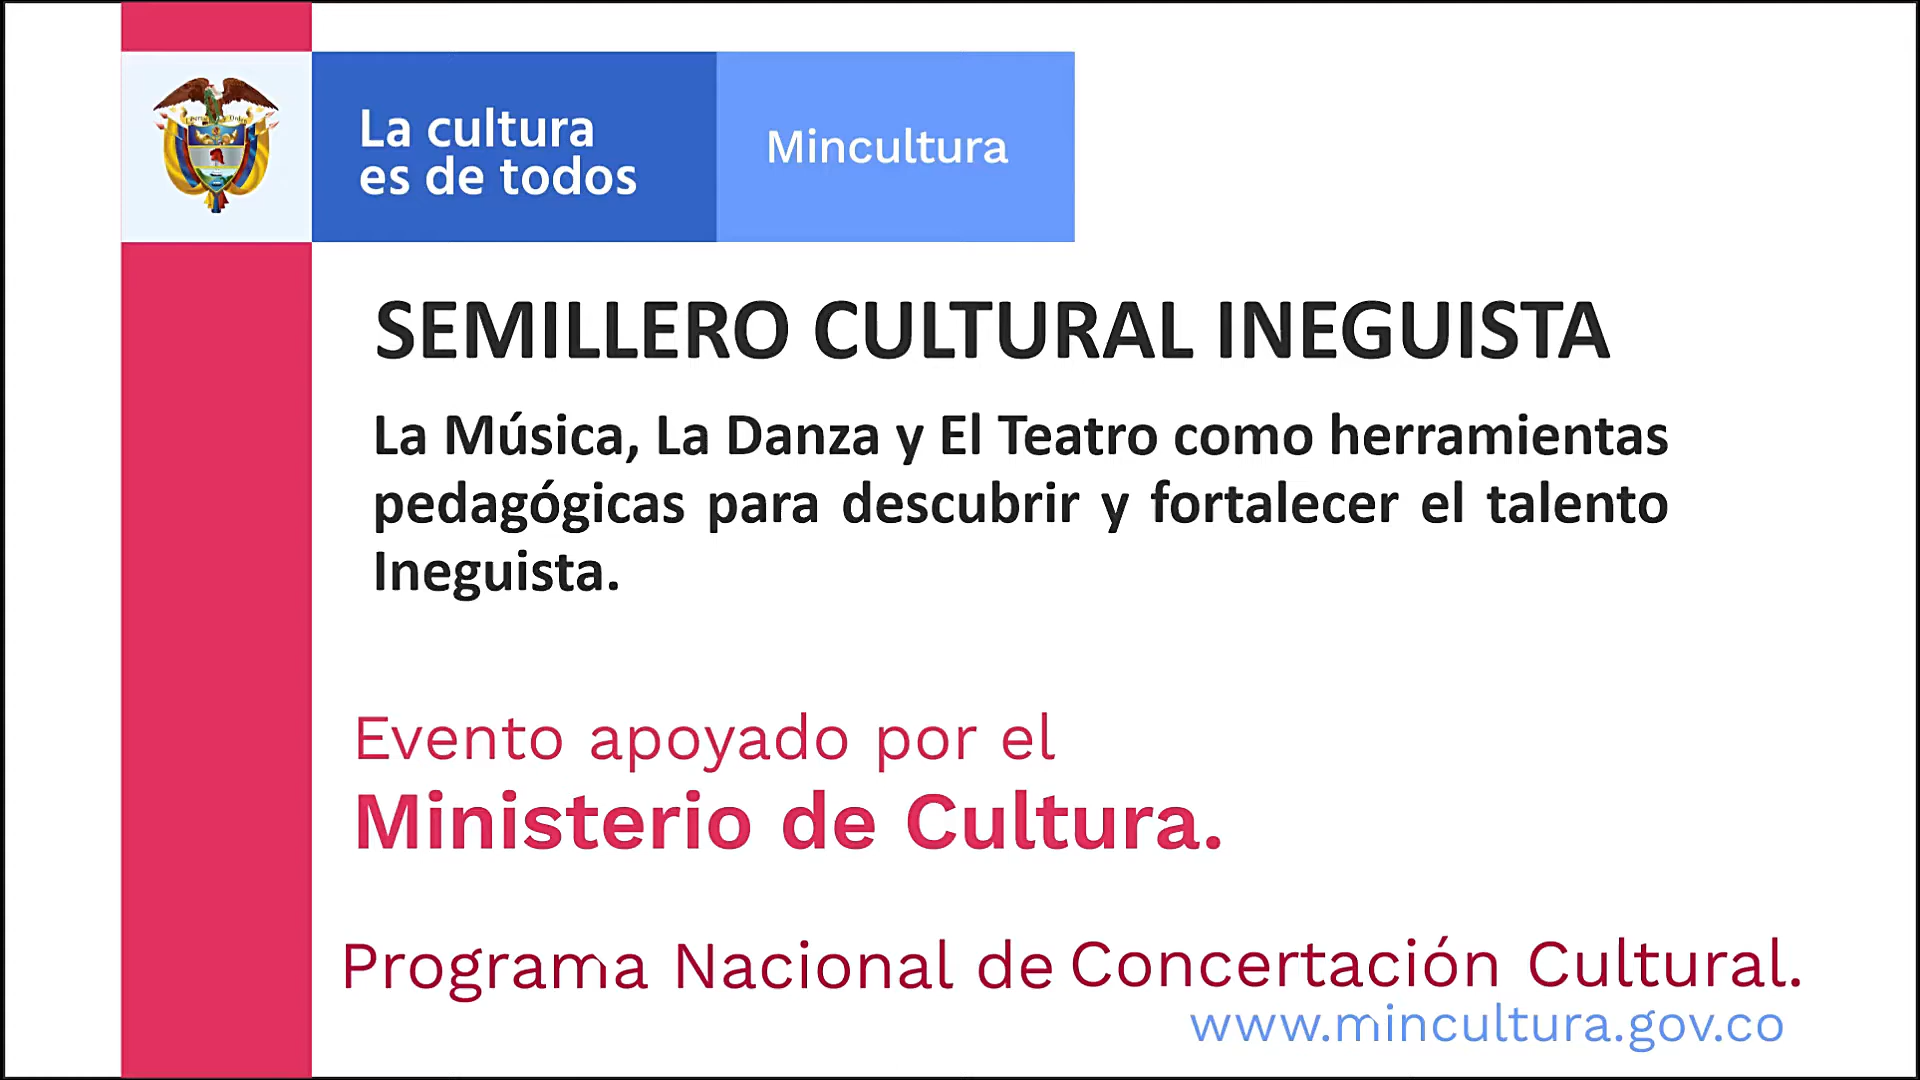 La cultura
es de todos
Mincultura
SEMILLERO CULTURAL INEGUISTA
La Música, La Danza y El Teatro como herramientas
pedagógicas para descubrir y fortalecer el talento
Ineguista.
Evento apoyado por el
Ministerio de Cultura.
Programa Nacional de Concertación Cultural.
www.mincultura.gov.co